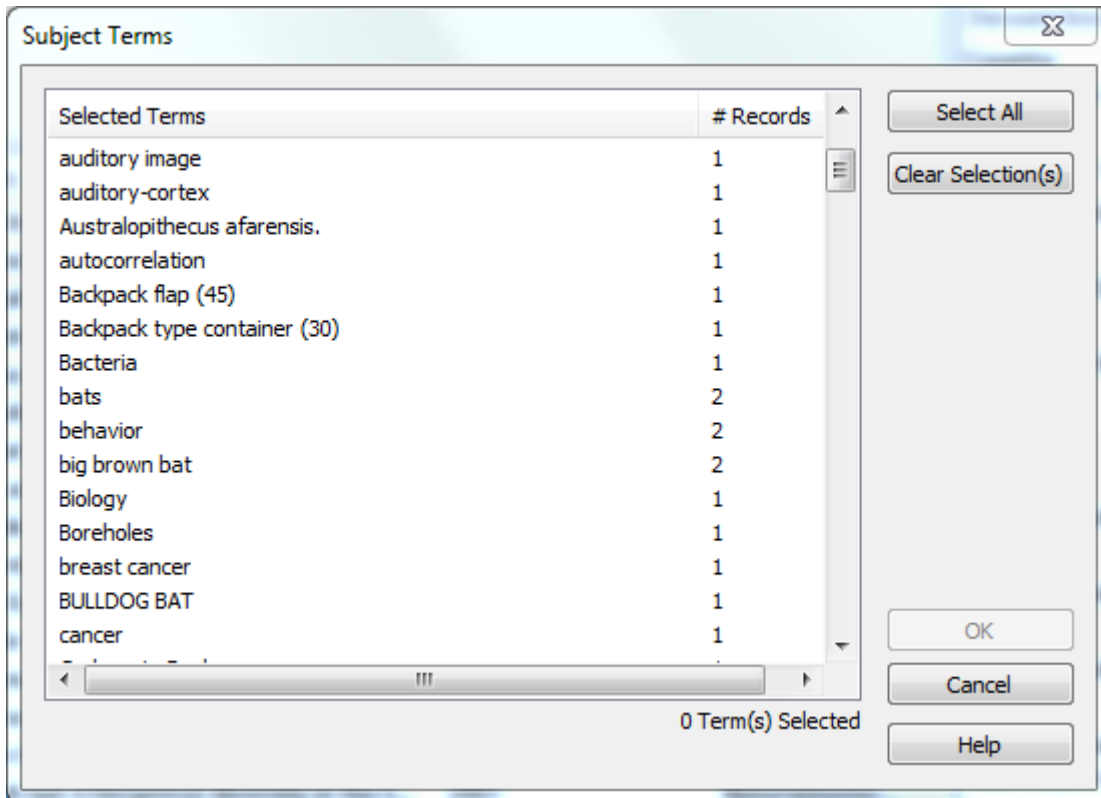 Subject Terms
Selected Terms # Records
auditory image 1
auditory-cortex 1
Australopithecus afarensis. 1
autocorrelation 1
Backpack flap (45) 1
Backpack type container (30) 1
Bacteria 1
bats 2
behavior 2
big brown bat 2
Biology 1
Boreholes 1
breast cancer 1
BULLDOG BAT 1
cancer 1
0 Term(s) Selected
Select All
Clear Selection(s)
OK
Cancel
Help